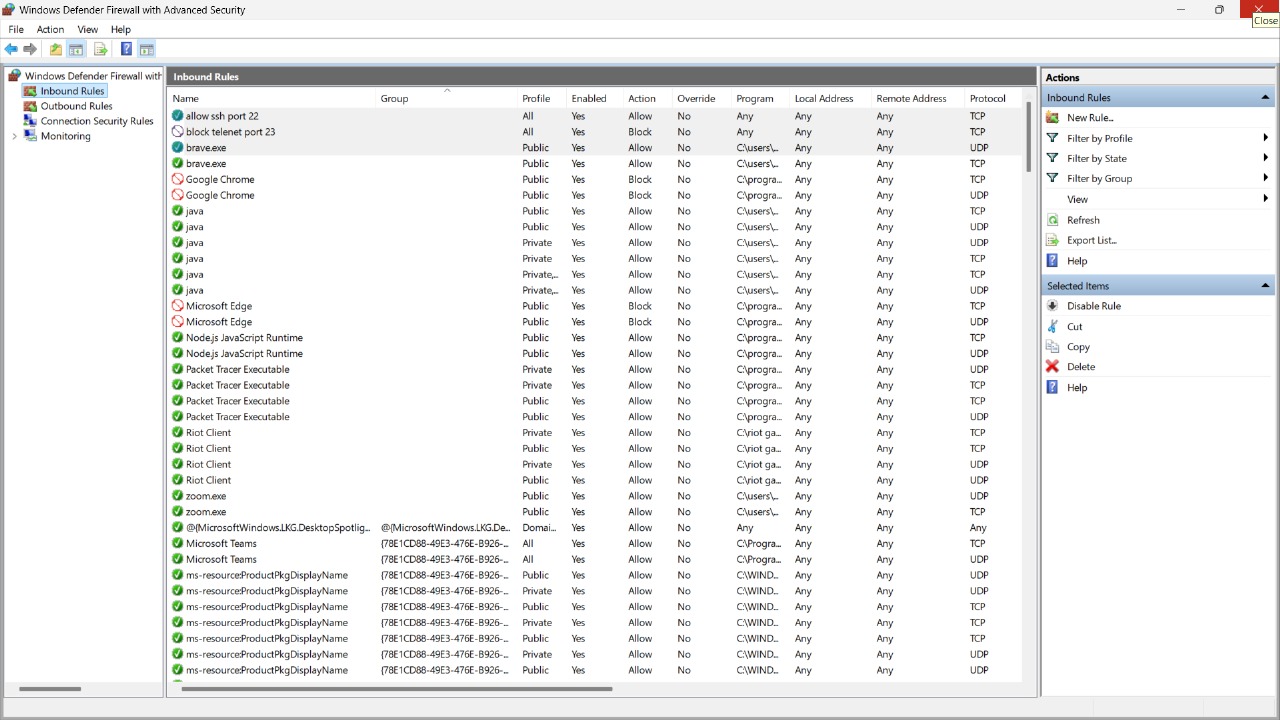 Windows Defender Firewall with Advanced Security
Close
File Action View Help
Windows Defender Firewall with
Inbound Rules
Outbound Rules
Connection Security Rules
Monitoring
Inbound Rules
Name Group Profile Enabled Action Override Program Local Address Remote Address Protocol
allow ssh port 22 All Yes Allow No Any Any Any TCP
block telenet port 23 All Yes Block No Any Any Any TCP
brave.exe Public Yes Allow No C:\users\... Any Any UDP
brave.exe Public Yes Allow No C:\users\... Any Any TCP
Google Chrome Public Yes Block No C:\progra... Any Any TCP
Google Chrome Public Yes Block No C:\progra... Any Any UDP
java Public Yes Allow No C:\users\... Any Any TCP
java Public Yes Allow No C:\users\... Any Any UDP
java Private Yes Allow No C:\users\... Any Any UDP
java Private Yes Allow No C:\users\... Any Any TCP
java Private,... Yes Allow No C:\users\... Any Any TCP
java Private,... Yes Allow No C:\users\... Any Any UDP
Microsoft Edge Public Yes Block No C:\progra... Any Any TCP
Microsoft Edge Public Yes Block No C:\progra... Any Any UDP
Node.js JavaScript Runtime Public Yes Allow No C:\progra... Any Any TCP
Node.js JavaScript Runtime Public Yes Allow No C:\progra... Any Any UDP
Packet Tracer Executable Private Yes Allow No C:\progra... Any Any UDP
Packet Tracer Executable Private Yes Allow No C:\progra... Any Any TCP
Packet Tracer Executable Public Yes Allow No C:\progra... Any Any TCP
Packet Tracer Executable Public Yes Allow No C:\progra... Any Any UDP
Riot Client Private Yes Allow No C:\riot ga... Any Any TCP
Riot Client Public Yes Allow No C:\riot ga... Any Any TCP
Riot Client Private Yes Allow No C:\riot ga... Any Any UDP
Riot Client Public Yes Allow No C:\riot ga... Any Any UDP
zoom.exe Public Yes Allow No C:\users\... Any Any UDP
zoom.exe Public Yes Allow No C:\users\... Any Any TCP
@{MicrosoftWindows.LKG.DesktopSpotlig... @{MicrosoftWindows.LKG.De... Domai... Yes Allow No Any Any Any Any
Microsoft Teams {78E1CD88-49E3-476E-B926-... All Yes Allow No C:\Progra... Any Any TCP
Microsoft Teams {78E1CD88-49E3-476E-B926-... All Yes Allow No C:\Progra... Any Any UDP
ms-resource:ProductPkgDisplayName {78E1CD88-49E3-476E-B926-... Public Yes Allow No C:\WIND... Any Any UDP
ms-resource:ProductPkgDisplayName {78E1CD88-49E3-476E-B926-... Private Yes Allow No C:\WIND... Any Any UDP
ms-resource:ProductPkgDisplayName {78E1CD88-49E3-476E-B926-... Public Yes Allow No C:\WIND... Any Any TCP
ms-resource:ProductPkgDisplayName {78E1CD88-49E3-476E-B926-... Private Yes Allow No C:\WIND... Any Any TCP
ms-resource:ProductPkgDisplayName {78E1CD88-49E3-476E-B926-... Public Yes Allow No C:\WIND... Any Any TCP
ms-resource:ProductPkgDisplayName {78E1CD88-49E3-476E-B926-... Private Yes Allow No C:\WIND... Any Any UDP
ms-resource:ProductPkgDisplayName {78E1CD88-49E3-476E-B926-... Public Yes Allow No C:\WIND... Any Any UDP
Actions
Inbound Rules
New Rule...
Filter by Profile
Filter by State
Filter by Group
View
Refresh
Export List...
Help
Selected Items
Disable Rule
Cut
Copy
Delete
Help